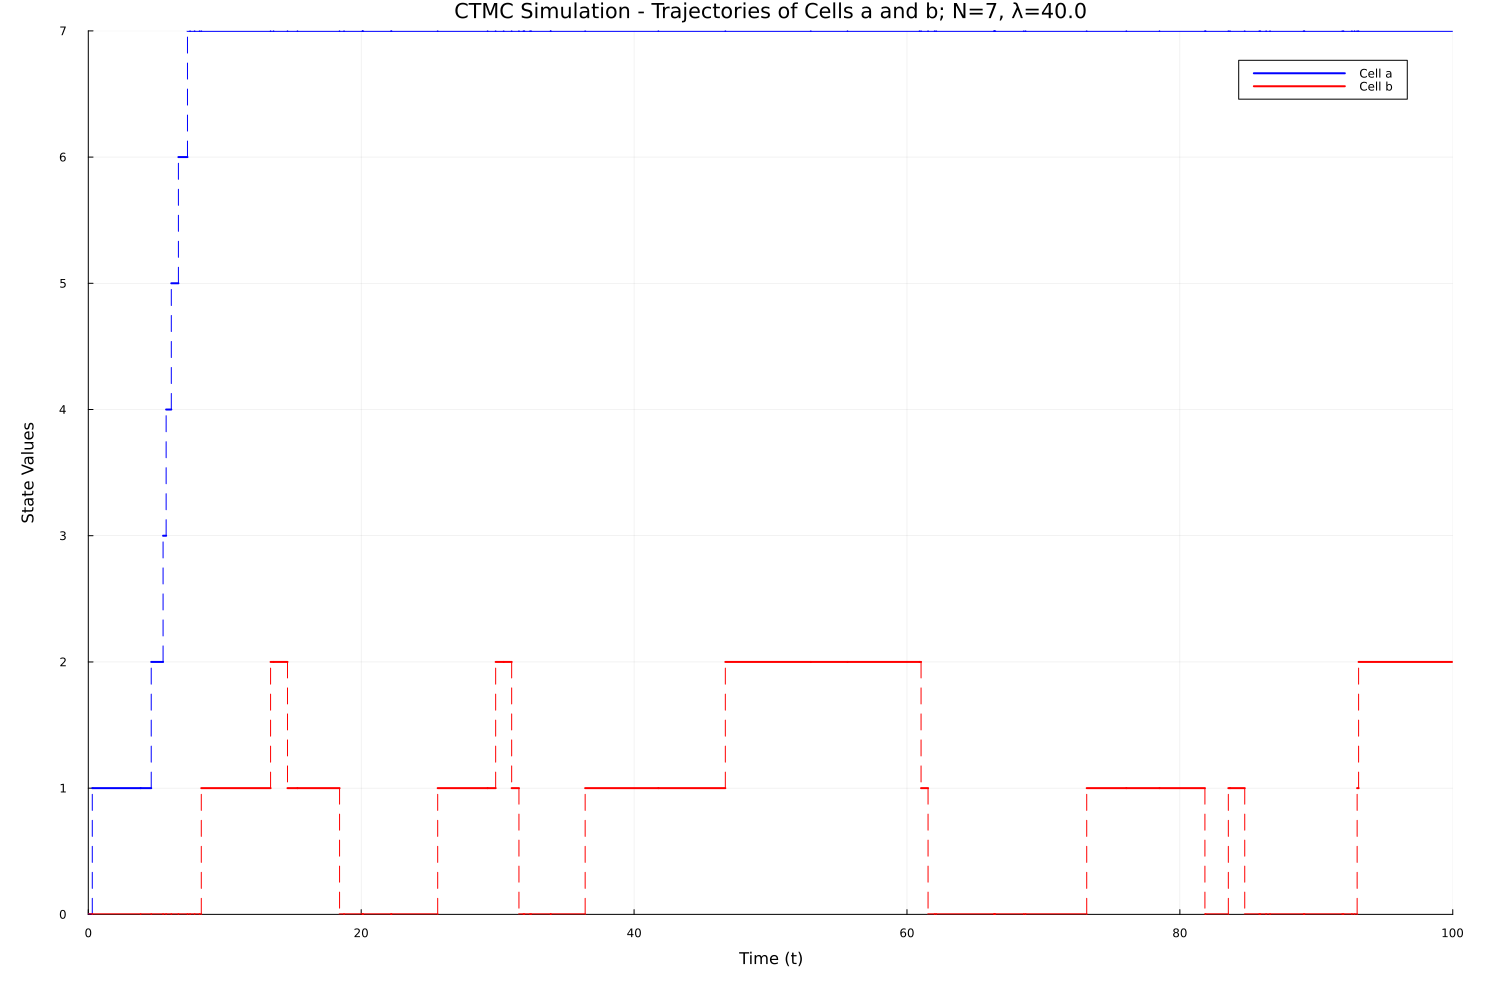 CTMC Simulation - Trajectories of Cells a and b; N=7, λ=40.0
7
6
5
4
3
2
1
0
State Values
Cell a
Cell b
0 20 40 60 80 100
Time (t)